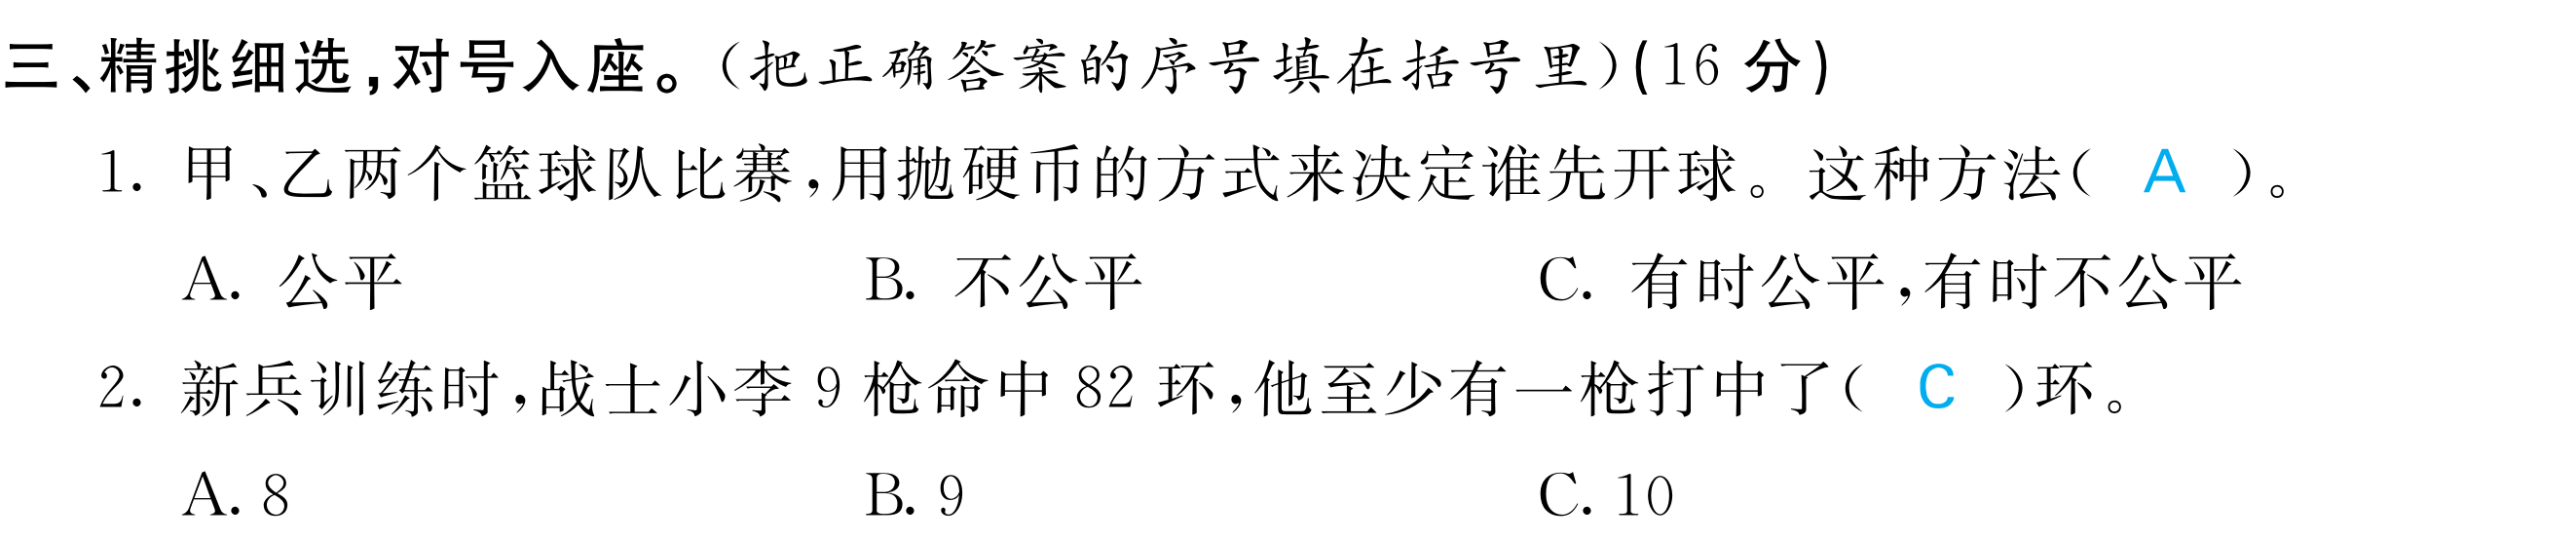 三、精挑细选,对号入座。(把正确答案的序号填在括号里)(16 分)
1. 甲、乙两个篮球队比赛,用抛硬币的方式来决定谁先开球。这种方法( A )。
A. 公平 B. 不公平 C. 有时公平,有时不公平
2. 新兵训练时,战士小李 9 枪命中 82 环,他至少有一枪打中了( C )环。
A. 8 B. 9 C. 10